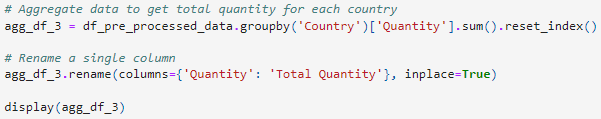 # Aggregate data to get total quantity for each country
agg_df_3 = df_pre_processed_data.groupby('Country')['Quantity'].sum().reset_index()
# Rename a single column
agg_df_3.rename(columns={'Quantity': 'Total Quantity'}, inplace=True)
display(agg_df_3)